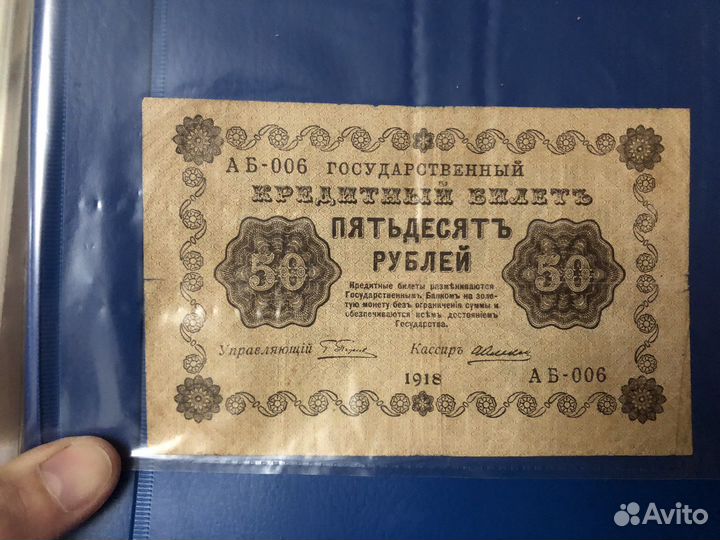 АБ-006 ГОСУДАРСТВЕННЫЙ
КРЕДИТНЫЙ БИЛЕТЪ
ПЯТЬДЕСЯТЪ
РУБЛЕЙ
50
50
Кредитные билеты размѣниваются
Государственнымъ Банкомъ на золо-
тую монету безъ ограниченія суммы и
обезпечиваются всѣмъ достояніемъ
Государства.
Управляющій
Кассиръ
1918
АБ-006
Avito